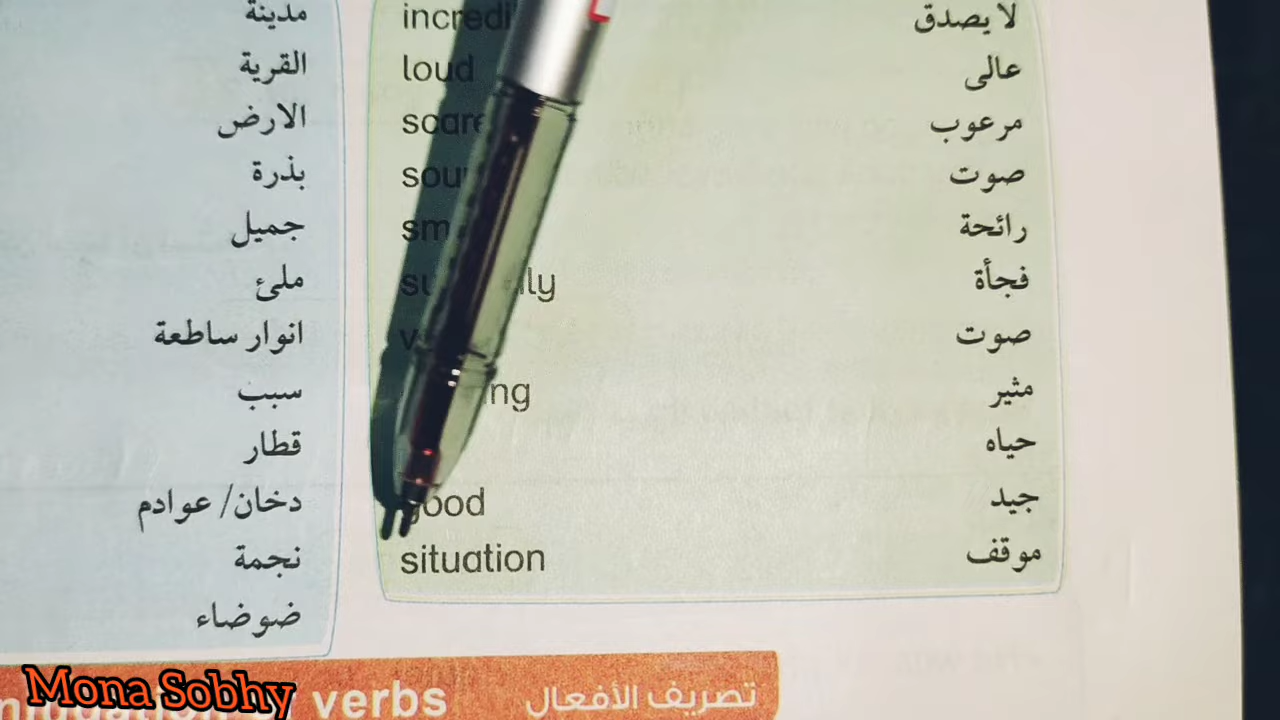 مدينة
القرية
الارض
بذرة
جميل
ملئ
انوار ساطعة
سبب
قطار
دخان/ عوادم
نجمة
ضوضاء
لا يصدق
loud عالى
مرعوب
صوت
رائحة
فجأة
صوت
مثير
حياه
good جيد
situation موقف
verbs تصريف الأفعال
Mona Sobhy